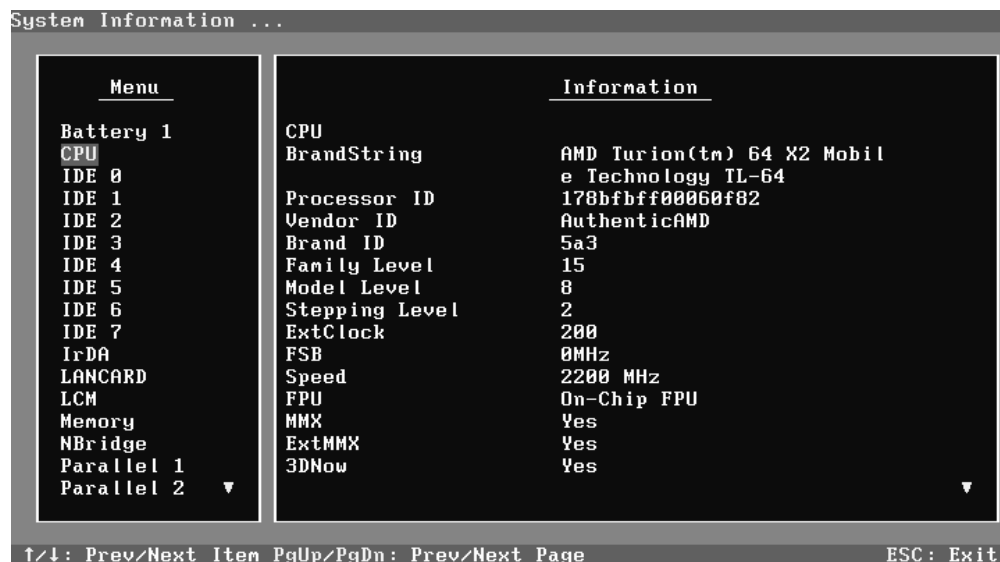 System Information ...
Menu
Battery 1
CPU
IDE 0
IDE 1
IDE 2
IDE 3
IDE 4
IDE 5
IDE 6
IDE 7
IrDA
LANCARD
LCM
Memory
NBridge
Parallel 1
Parallel 2 ▼
Information
CPU
BrandString AMD Turion(tm) 64 X2 Mobil
e Technology TL-64
Processor ID 178bfbff00060f82
Vendor ID AuthenticAMD
Brand ID 5a3
Family Level 15
Model Level 8
Stepping Level 2
ExtClock 200
FSB 0MHz
Speed 2200 MHz
FPU On-Chip FPU
MMX Yes
ExtMMX Yes
3DNow Yes
▼
↑/↓: Prev/Next Item PgUp/PgDn: Prev/Next Page ESC: Exit